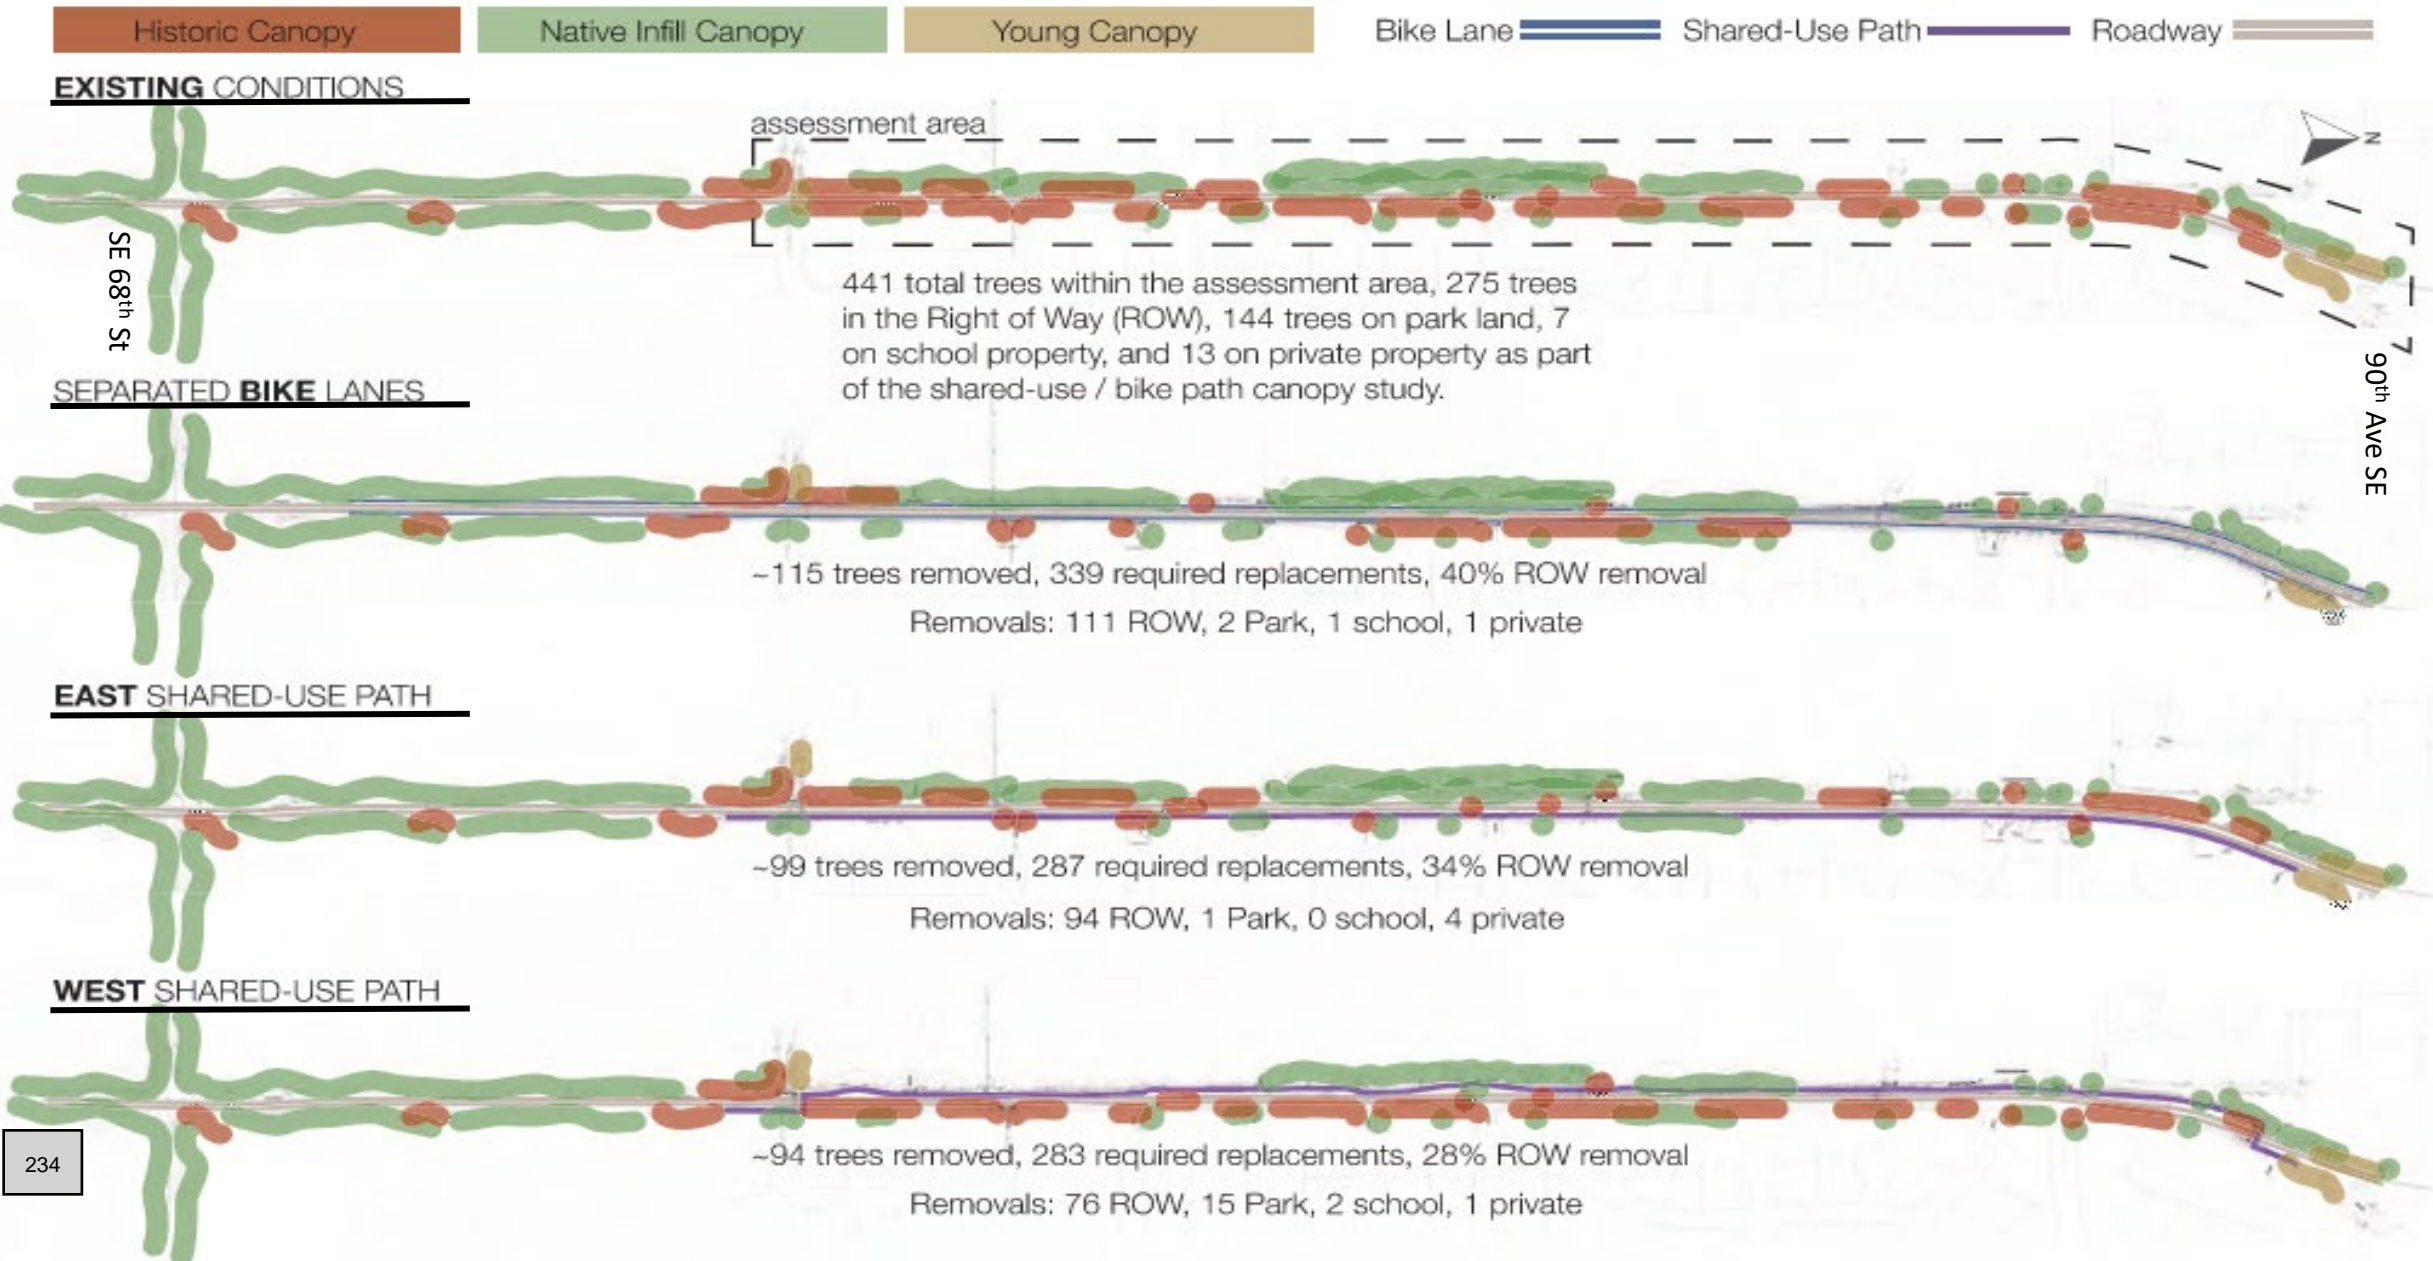 Historic Canopy
Native Infill Canopy
Young Canopy
Bike Lane
Shared-Use Path
Roadway
EXISTING CONDITIONS
assessment area
N
SE 68th St
441 total trees within the assessment area, 275 trees
in the Right of Way (ROW), 144 trees on park land, 7
on school property, and 13 on private property as part
of the shared-use / bike path canopy study.
90th Ave SE
SEPARATED BIKE LANES
~115 trees removed, 339 required replacements, 40% ROW removal
Removals: 111 ROW, 2 Park, 1 school, 1 private
EAST SHARED-USE PATH
~99 trees removed, 287 required replacements, 34% ROW removal
Removals: 94 ROW, 1 Park, 0 school, 4 private
WEST SHARED-USE PATH
234
~94 trees removed, 283 required replacements, 28% ROW removal
Removals: 76 ROW, 15 Park, 2 school, 1 private